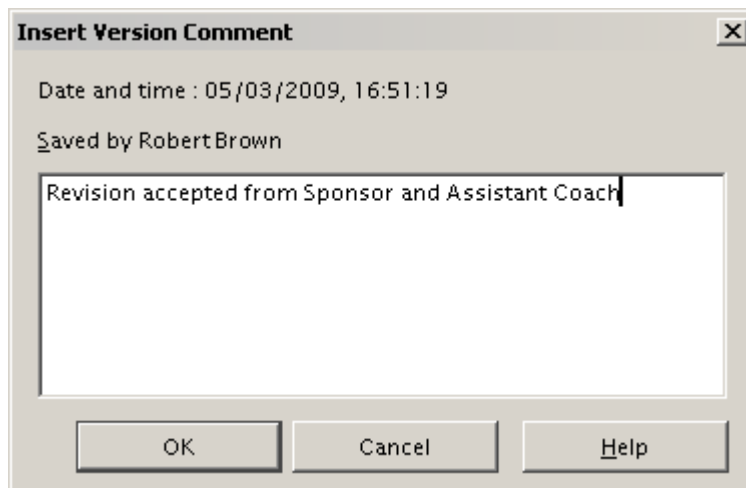 Insert Version Comment
Date and time : 05/03/2009, 16:51:19
Saved by Robert Brown
Revision accepted from Sponsor and Assistant Coach
OK Cancel Help